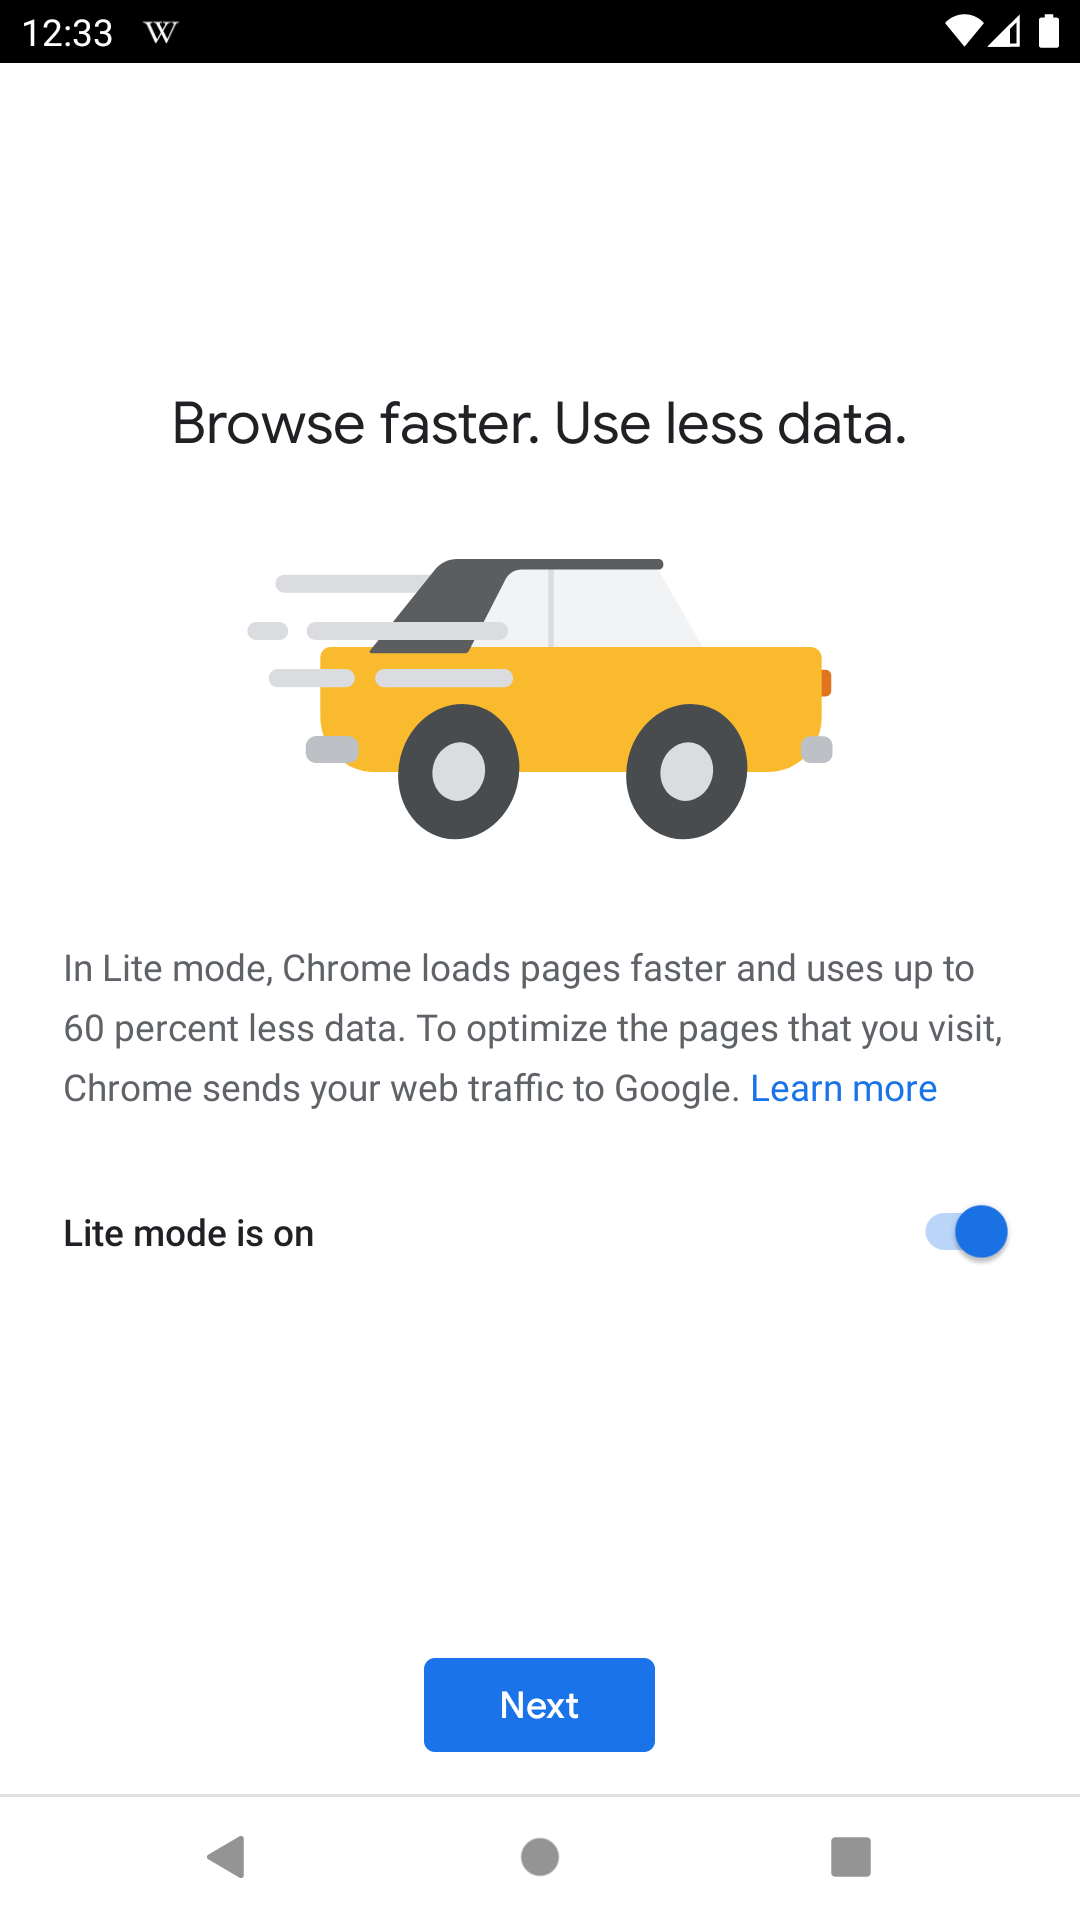 12:33 W
Browse faster. Use less data.
In Lite mode, Chrome loads pages faster and uses up to
60 percent less data. To optimize the pages that you visit,
Chrome sends your web traffic to Google. Learn more
Lite mode is on
Next